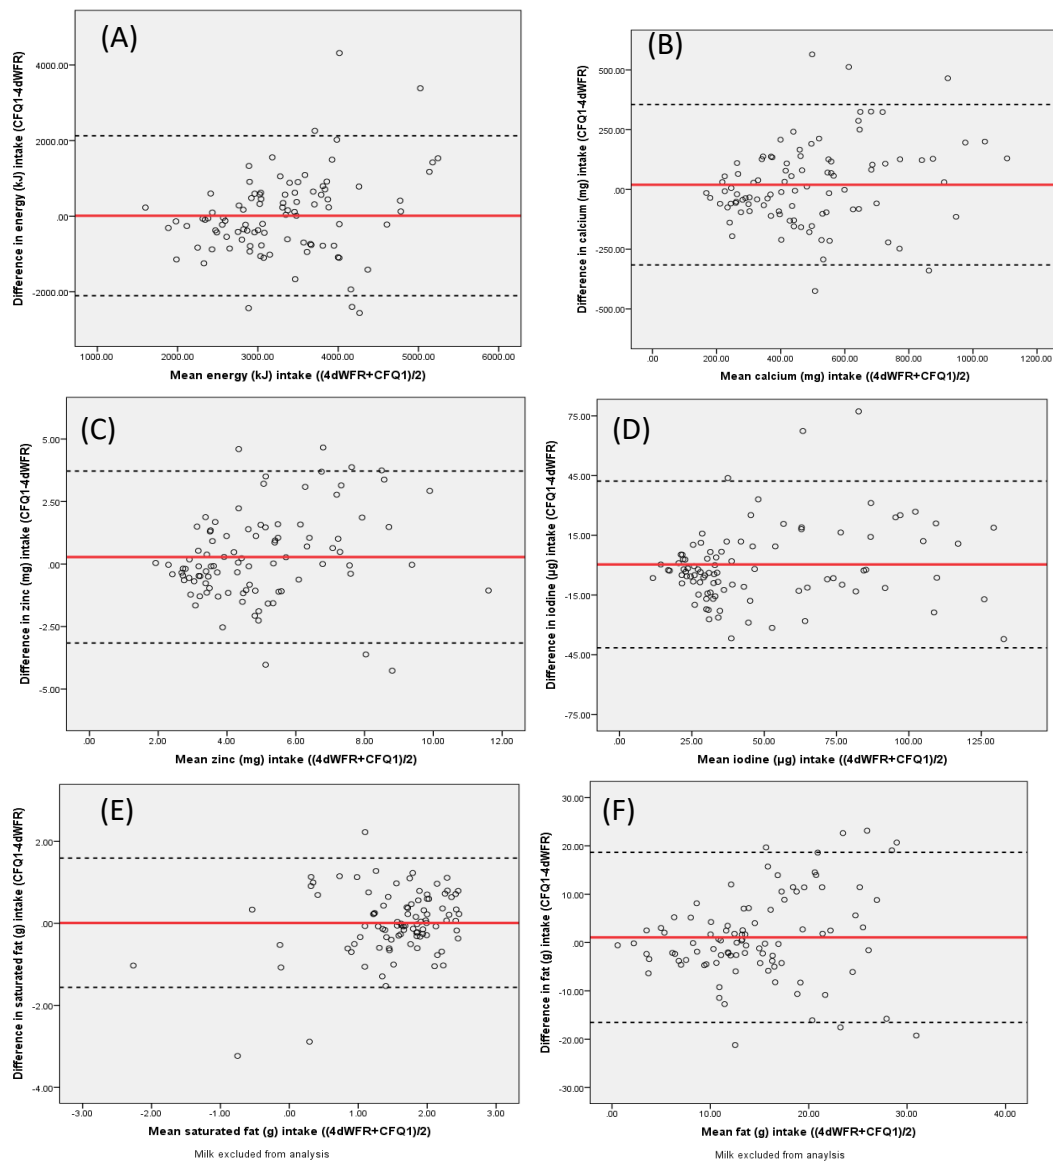 (A)
Difference in energy (kJ) intake (CFQ1-4dWFR)
4000.00
2000.00
.00
-2000.00
1000.00 2000.00 3000.00 4000.00 5000.00 6000.00
Mean energy (kJ) intake ((4dWFR+CFQ1)/2)
(B)
Difference in calcium (mg) intake (CFQ1-4dWFR)
500.00
250.00
.00
-250.00
-500.00
.00 200.00 400.00 600.00 800.00 1000.00 1200.00
Mean calcium (mg) intake ((4dWFR+CFQ1)/2)
(C)
Difference in zinc (mg) intake (CFQ1-4dWFR)
5.00
2.50
.00
-2.50
-5.00
.00 2.00 4.00 6.00 8.00 10.00 12.00
Mean zinc (mg) intake ((4dWFR+CFQ1)/2)
(D)
Difference in iodine (µg) intake (CFQ1-4dWFR)
75.00
45.00
15.00
-15.00
-45.00
-75.00
.00 25.00 50.00 75.00 100.00 125.00
Mean iodine (µg) intake ((4dWFR+CFQ1)/2)
(E)
Difference in saturated fat (g) intake (CFQ1-4dWFR)
2.00
.00
-2.00
-4.00
-3.00 -2.00 -1.00 .00 1.00 2.00 3.00
Mean saturated fat (g) intake ((4dWFR+CFQ1)/2)
Milk excluded from analysis
(F)
Difference in fat (g) intake (CFQ1-4dWFR)
30.00
20.00
10.00
.00
-10.00
-20.00
-30.00
.00 10.00 20.00 30.00 40.00
Mean fat (g) intake ((4dWFR+CFQ1)/2)
Milk excluded from anaylsis